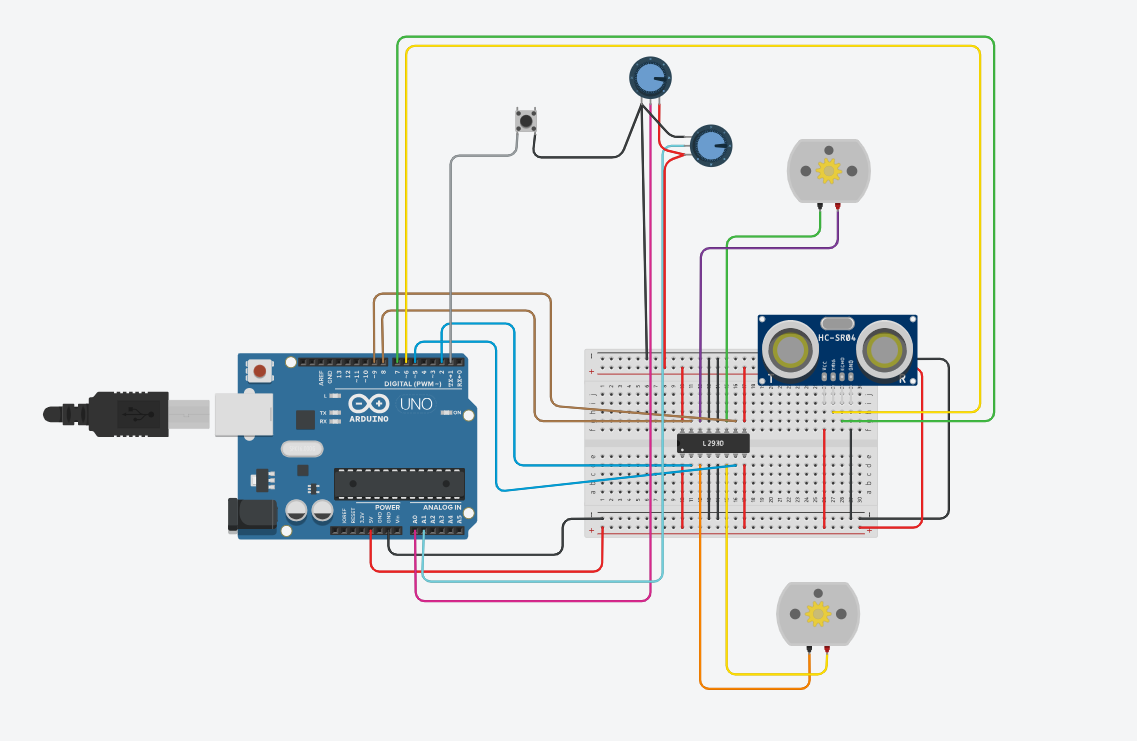 HC-SR04
VCC
TRIG
ECHO
GND
T
R
AREF
GND
13
12
~11
~10
~9
8
7
~6
~5
4
~3
2
TX→1
RX←0
DIGITAL (PWM ~)
L
TX
RX
ARDUINO
UNO
ON
L293D
j
e
d
c
b
a
POWER
ANALOG IN
IOREF
RESET
3.3V
5V
GND
GND
Vin
A0
A1
A2
A3
A4
A5